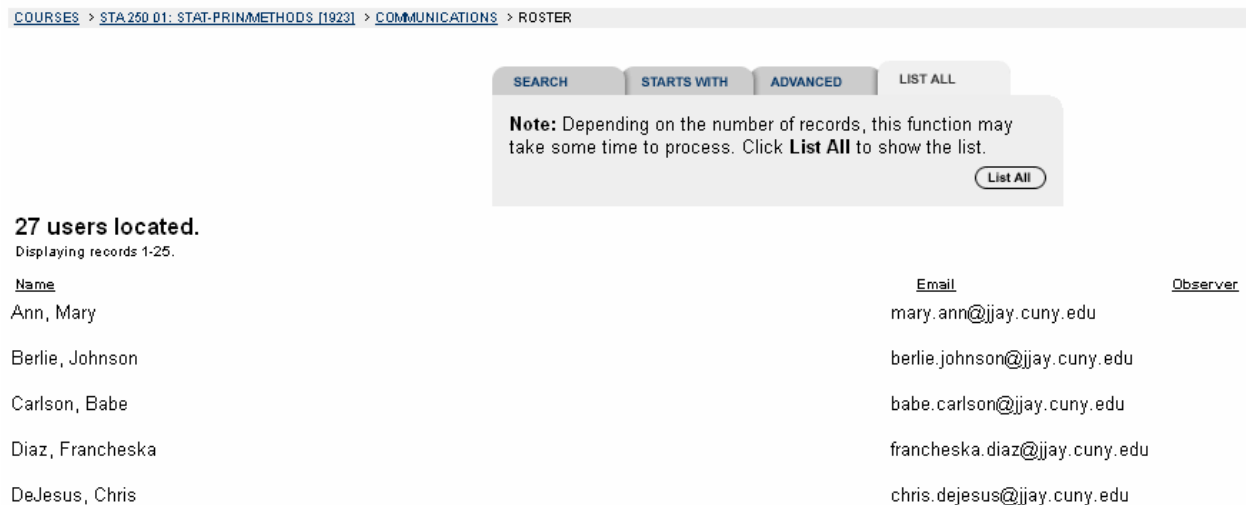 COURSES > STA 250 01: STAT-PRIN/METHODS [1923] > COMMUNICATIONS > ROSTER
SEARCH STARTS WITH ADVANCED LIST ALL
Note: Depending on the number of records, this function may
take some time to process. Click List All to show the list.
List All
27 users located.
Displaying records 1-25.
Name Email Observer
Ann, Mary mary.ann@jjay.cuny.edu
Berlie, Johnson berlie.johnson@jjay.cuny.edu
Carlson, Babe babe.carlson@jjay.cuny.edu
Diaz, Francheska francheska.diaz@jjay.cuny.edu
DeJesus, Chris chris.dejesus@jjay.cuny.edu